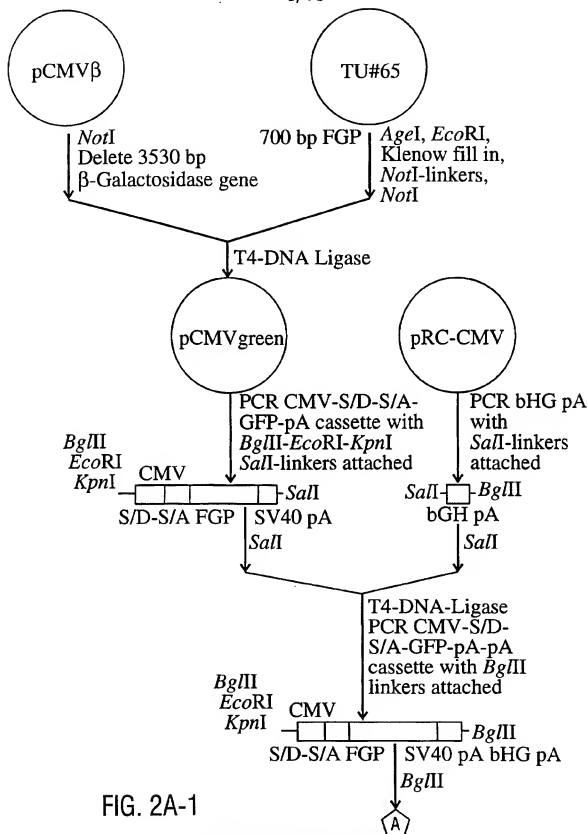 pCMVβ
TU#65
NotI
Delete 3530 bp
β-Galactosidase gene
700 bp FGP
AgeI, EcoRI,
Klenow fill in,
NotI-linkers,
NotI
T4-DNA Ligase
pCMVgreen
pRC-CMV
PCR CMV-S/D-S/A-
GFP-pA cassette with
BglII-EcoRI-KpnI
SalI-linkers attached
PCR bHG pA
with
SalI-linkers
attached
BglII
EcoRI
KpnI
CMV
SalI
S/D-S/A FGP SV40 pA
SalI
SalI
BglII
bGH pA
SalI
T4-DNA-Ligase
PCR CMV-S/D-
S/A-GFP-pA-pA
cassette with BglII
linkers attached
BglII
EcoRI
KpnI
CMV
BglII
S/D-S/A FGP SV40 pA bHG pA
BglII
A
FIG. 2A-1